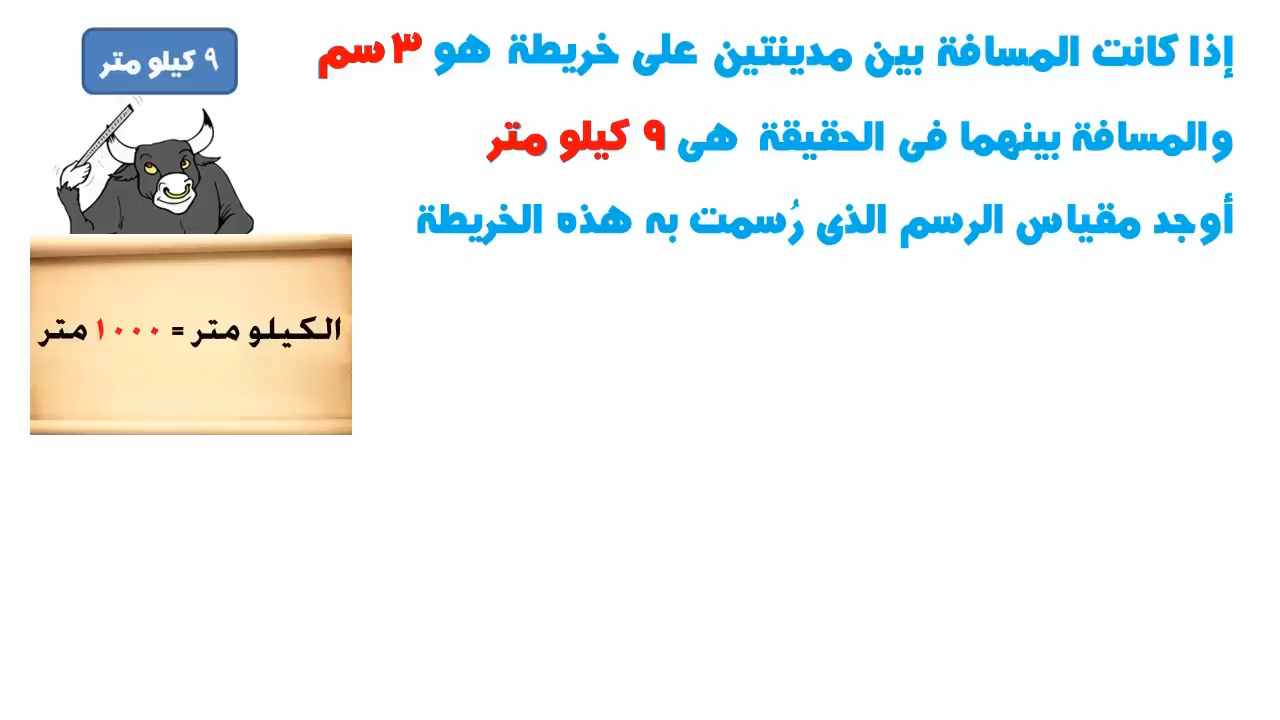 إذا كانت المسافة بين مدينتين على خريطة هو ٣ سم
والمسافة بينهما فى الحقيقة هى ٩ كيلو متر
أوجد مقياس الرسم الذى رُسمت به هذه الخريطة
٩ كيلو متر
الكيلو متر = ١٠٠٠ متر